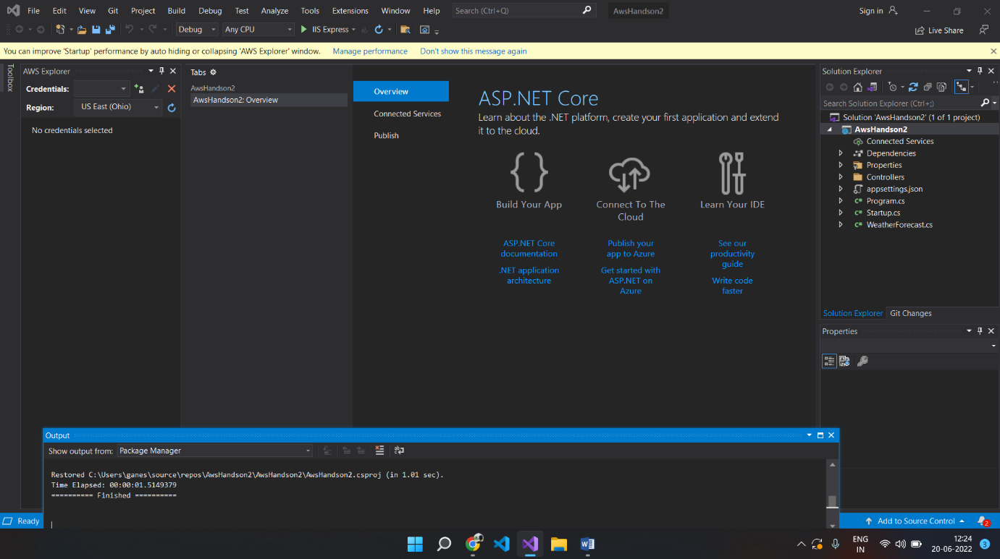 File Edit View Git Project Build Debug Test Analyze Tools Extensions Window Help Search (Ctrl+Q) AwsHandson2 Sign in
Debug Any CPU IIS Express Live Share
You can improve 'Startup' performance by auto hiding or collapsing 'AWS Explorer' window. Manage performance Don't show this message again
Toolbox
AWS Explorer
Credentials:
Region: US East (Ohio)
No credentials selected
Tabs
AwsHandson2
AwsHandson2: Overview
Overview
Connected Services
Publish
ASP.NET Core
Learn about the .NET platform, create your first application and extend
it to the cloud.
Build Your App
ASP.NET Core
documentation
.NET application
architecture
Connect To The
Cloud
Publish your
app to Azure
Get started with
ASP.NET on
Azure
Learn Your IDE
See our
productivity
guide
Write code
faster
Solution Explorer
Search Solution Explorer (Ctrl+;)
Solution 'AwsHandson2' (1 of 1 project)
AwsHandson2
Connected Services
Dependencies
Properties
Controllers
appsettings.json
C# Program.cs
C# Startup.cs
C# WeatherForecast.cs
Solution Explorer Git Changes
Properties
Output
Show output from: Package Manager
Restored C:\Users\ganes\source\repos\AwsHandson2\AwsHandson2\AwsHandson2.csproj (in 1.01 sec).
Time Elapsed: 00:00:01.5149379
========== Finished ==========
Ready Add to Source Control 2
ENG
IN
12:24
20-06-2022
3